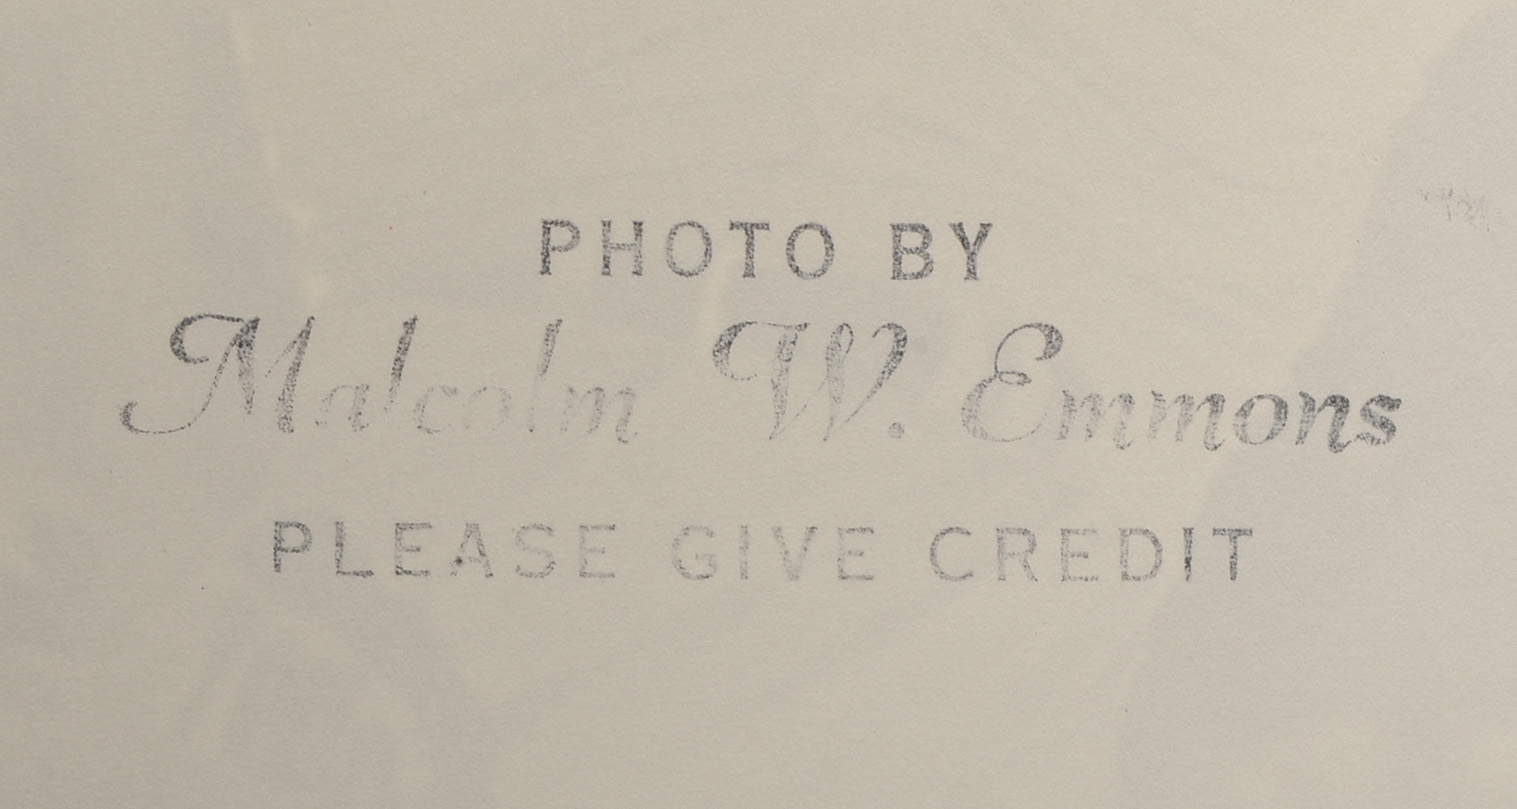 PHOTO BY
Malcolm W. Emmons
PLEASE GIVE CREDIT